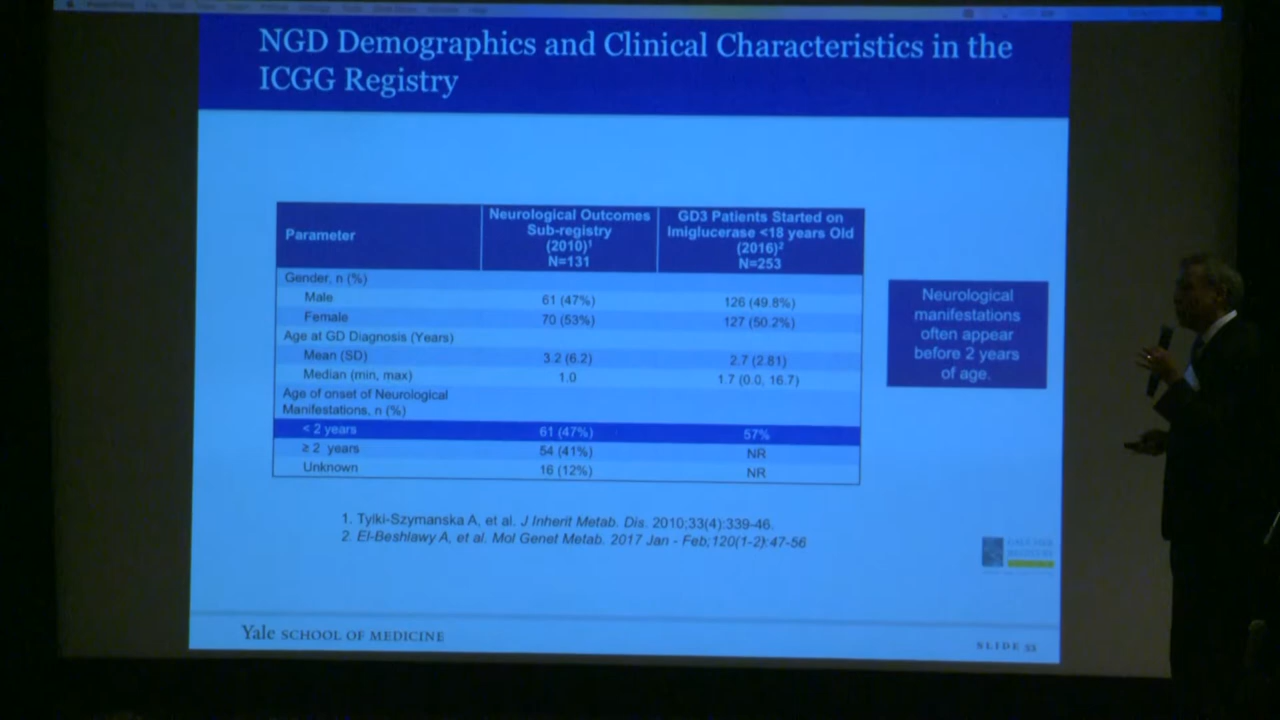 NGD Demographics and Clinical Characteristics in the
ICGG Registry
Parameter
Neurological Outcomes
Sub-registry
(2010)¹
N=131
GD3 Patients Started on
Imiglucerase <18 years Old
(2016)²
N=253
Gender, n (%)
Male 61 (47%) 126 (49.8%)
Female 70 (53%) 127 (50.2%)
Age at GD Diagnosis (Years)
Mean (SD) 3.2 (6.2) 2.7 (2.81)
Median (min, max) 1.0 1.7 (0.0, 16.7)
Age of onset of Neurological
Manifestations, n (%)
< 2 years 61 (47%) 57%
≥ 2 years 54 (41%) NR
Unknown 16 (12%) NR
Neurological
manifestations
often appear
before 2 years
of age.
1. Tylki-Szymanska A, et al. J Inherit Metab. Dis. 2010;33(4):339-46.
2. El-Beshlawy A, et al. Mol Genet Metab. 2017 Jan - Feb;120(1-2):47-56
Yale SCHOOL OF MEDICINE
SLIDE